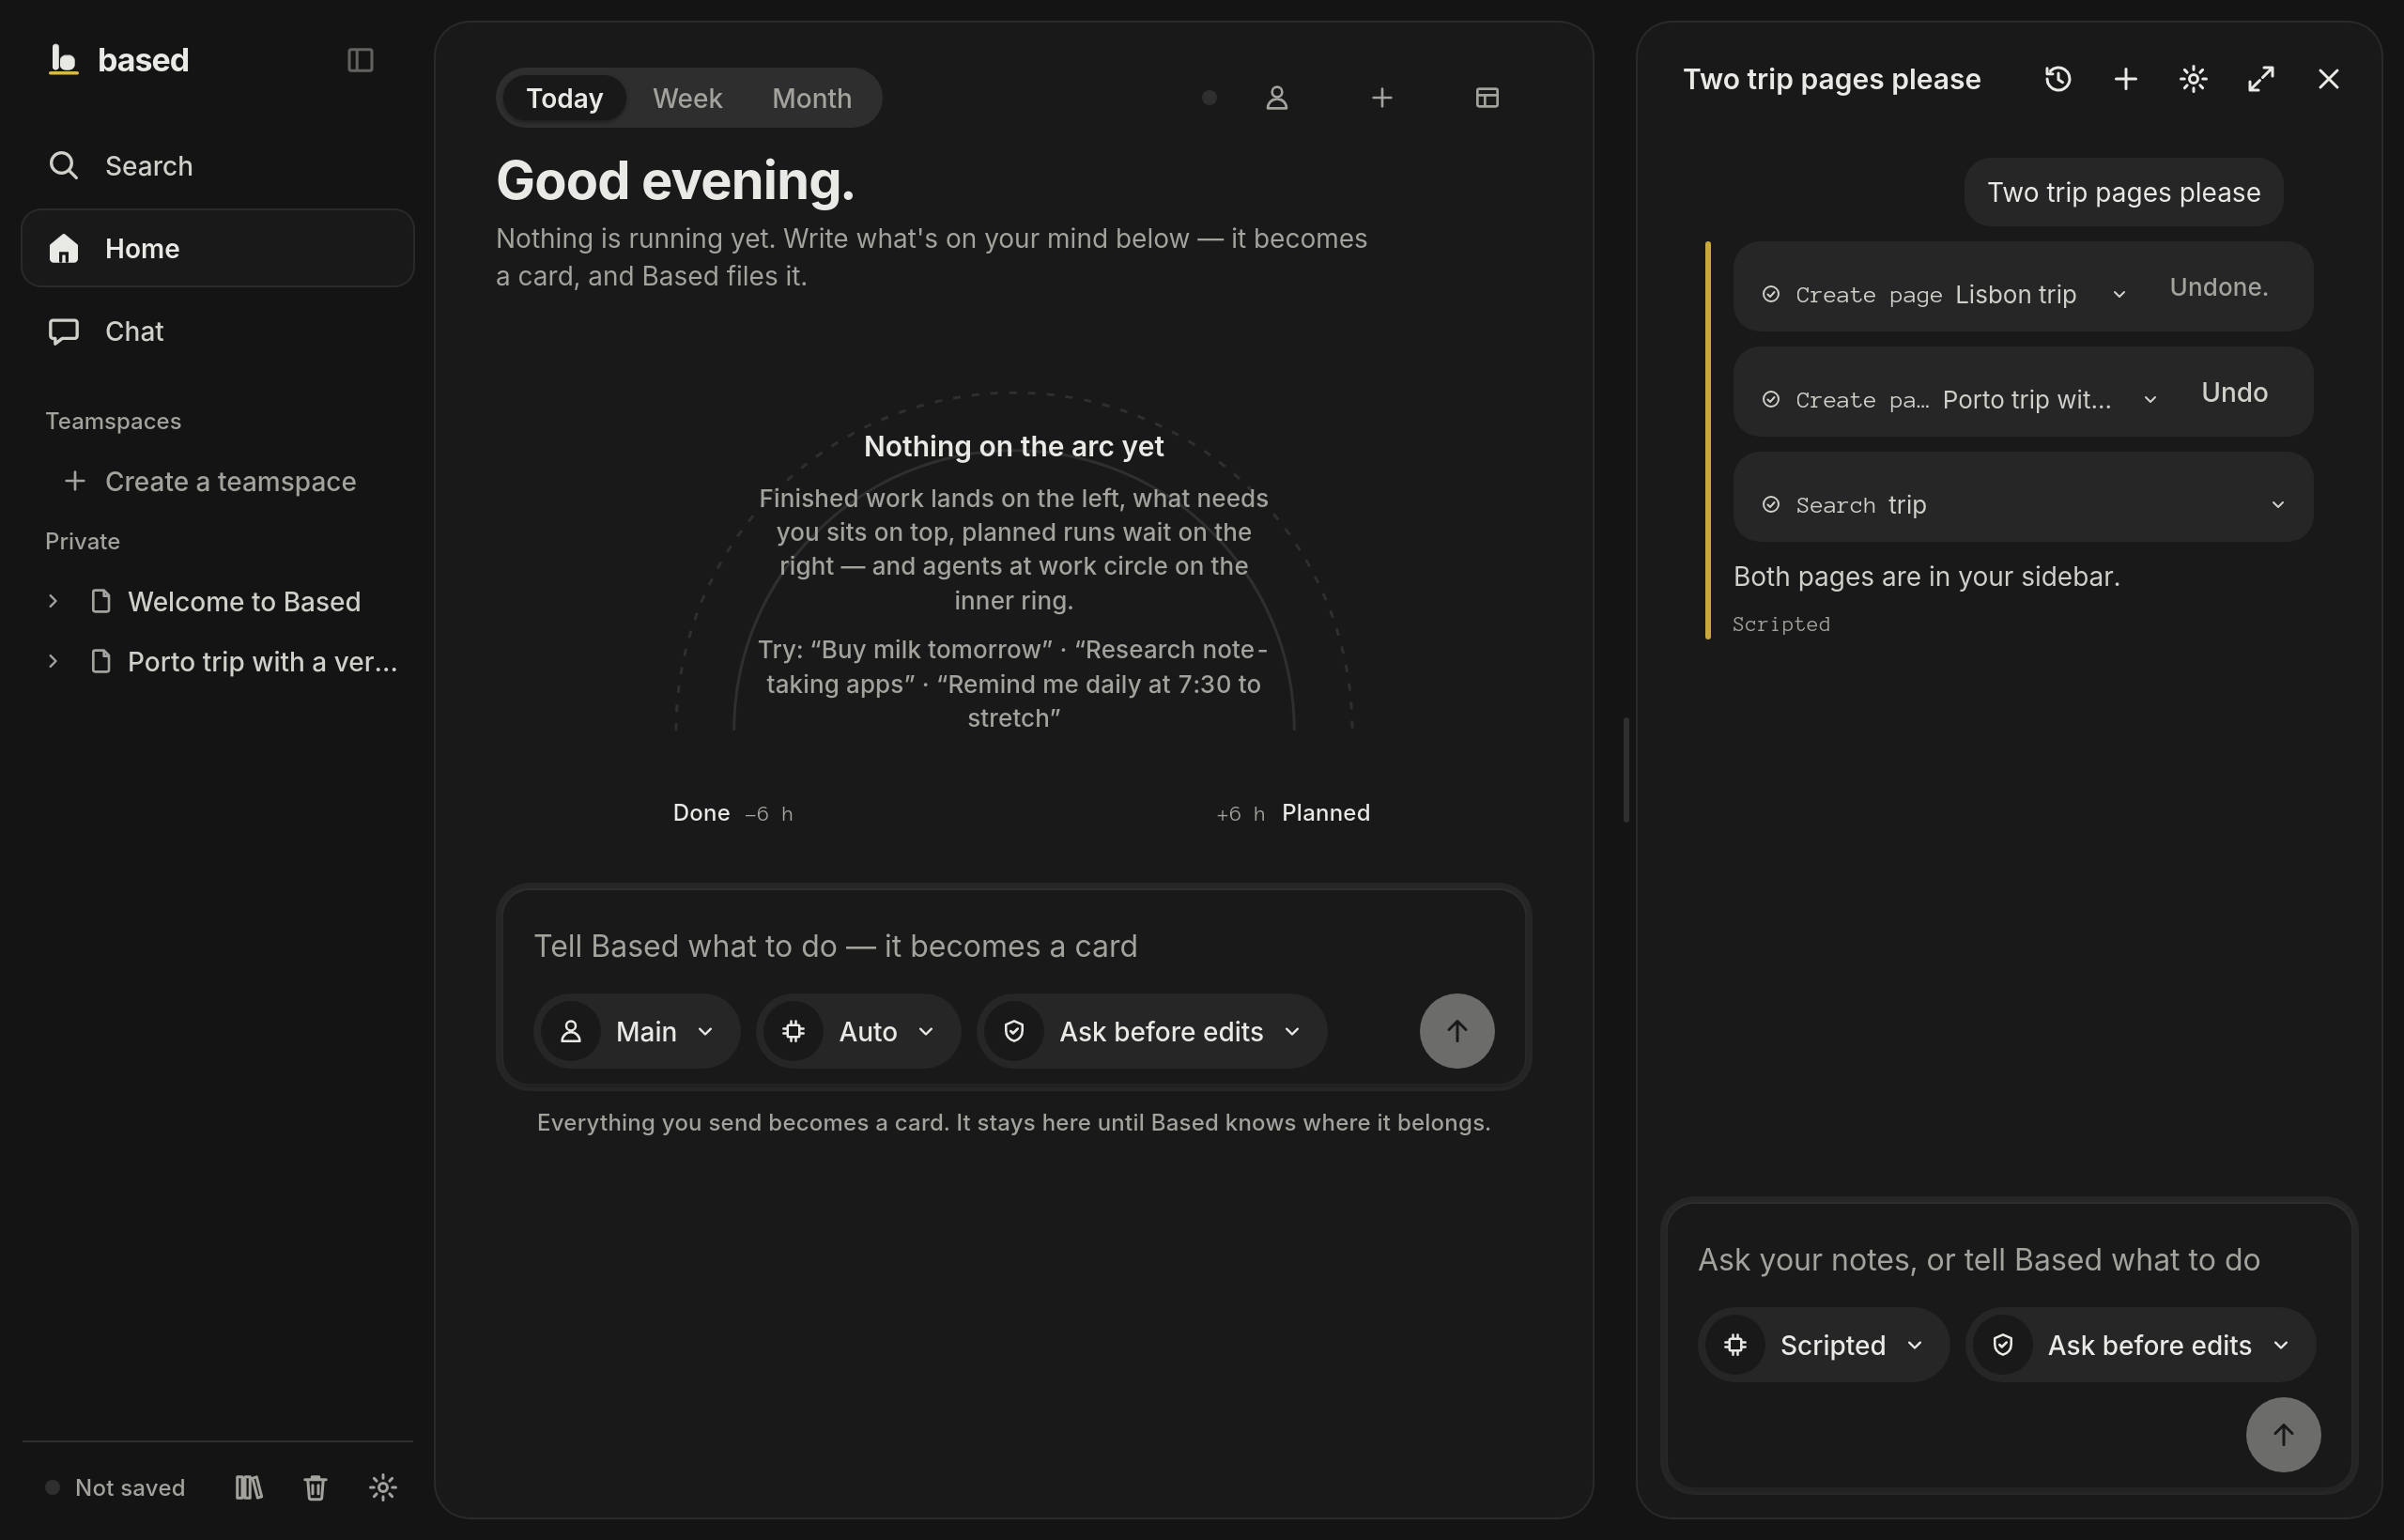 based
Search
Home
Chat
Teamspaces
Create a teamspace
Private
Welcome to Based
Porto trip with a ver...
Not saved
Today
Week
Month
Good evening.
Nothing is running yet. Write what's on your mind below — it becomes
a card, and Based files it.
Nothing on the arc yet
Finished work lands on the left, what needs
you sits on top, planned runs wait on the
right — and agents at work circle on the
inner ring.
Try: “Buy milk tomorrow” · “Research note-
taking apps” · “Remind me daily at 7:30 to
stretch”
Done −6 h
+6 h Planned
Tell Based what to do — it becomes a card
Main
Auto
Ask before edits
Everything you send becomes a card. It stays here until Based knows where it belongs.
Two trip pages please
Two trip pages please
Create page Lisbon trip
Undone.
Create pa… Porto trip wit…
Undo
Search trip
Both pages are in your sidebar.
Scripted
Ask your notes, or tell Based what to do
Scripted
Ask before edits